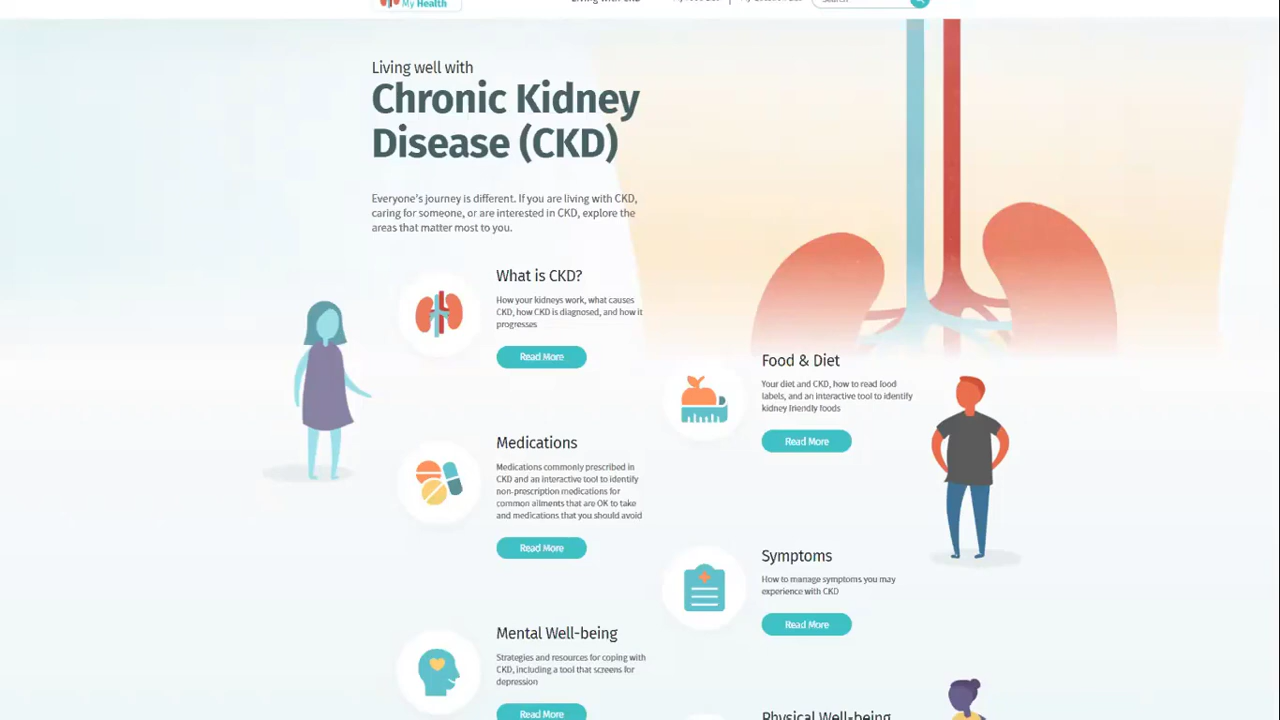 My Health
Living with CKD
Search
Living well with
Chronic Kidney
Disease (CKD)
Everyone's journey is different. If you are living with CKD,
caring for someone, or are interested in CKD, explore the
areas that matter most to you.
What is CKD?
How your kidneys work, what causes
CKD, how CKD is diagnosed, and how it
progresses
Read More
Food & Diet
Your diet and CKD, how to read food
labels, and an interactive tool to identify
kidney friendly foods
Read More
Medications
Medications commonly prescribed in
CKD and an interactive tool to identify
non-prescription medications for
common ailments that are OK to take
and medications that you should avoid
Read More
Symptoms
How to manage symptoms you may
experience with CKD
Read More
Mental Well-being
Strategies and resources for coping with
CKD, including a tool that screens for
depression
Read More
Physical Well-being